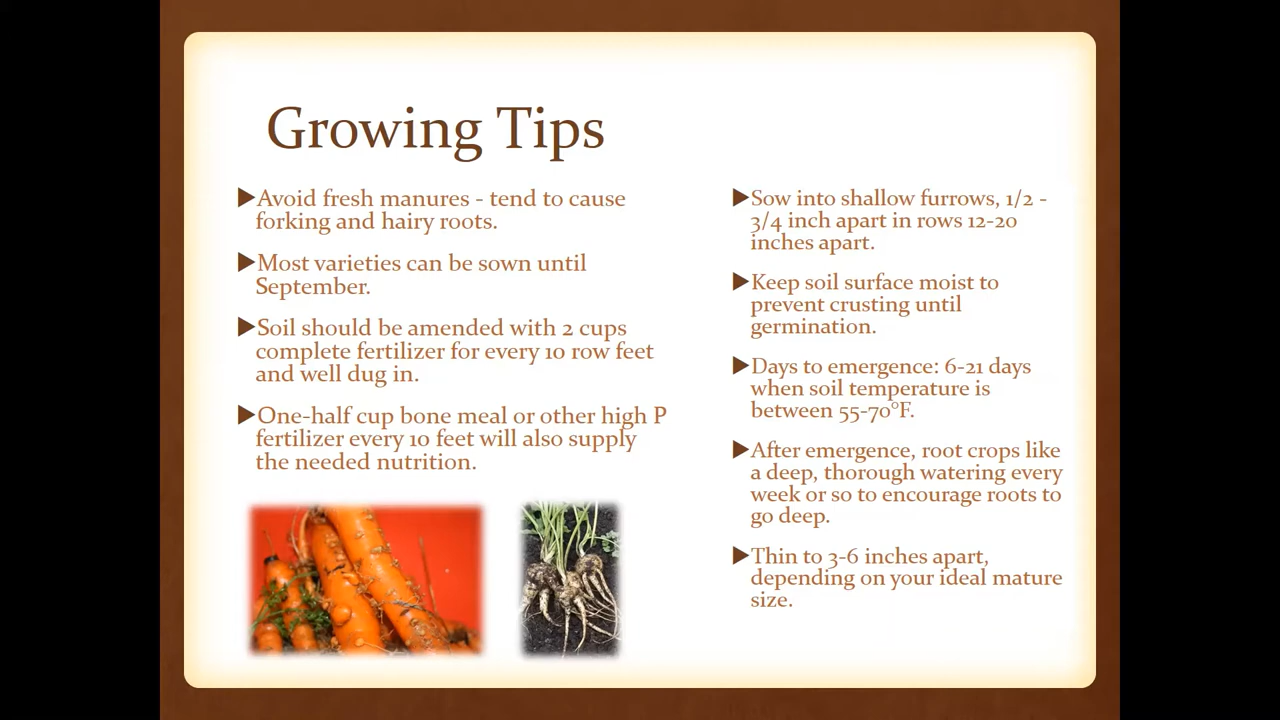 Growing Tips
Avoid fresh manures - tend to cause
forking and hairy roots.
Most varieties can be sown until
September.
Soil should be amended with 2 cups
complete fertilizer for every 10 row feet
and well dug in.
One-half cup bone meal or other high P
fertilizer every 10 feet will also supply
the needed nutrition.
Sow into shallow furrows, 1/2 -
3/4 inch apart in rows 12-20
inches apart.
Keep soil surface moist to
prevent crusting until
germination.
Days to emergence: 6-21 days
when soil temperature is
between 55-70°F.
After emergence, root crops like
a deep, thorough watering every
week or so to encourage roots to
go deep.
Thin to 3-6 inches apart,
depending on your ideal mature
size.